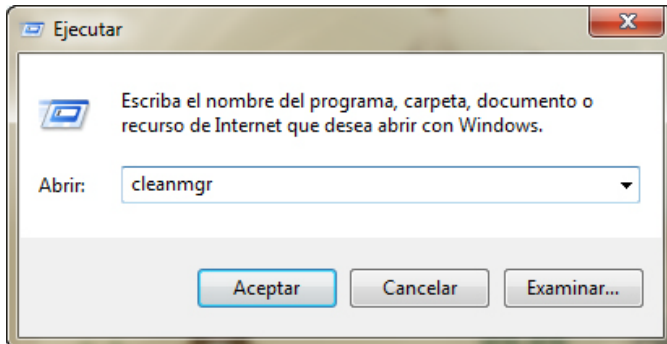 Ejecutar
Escriba el nombre del programa, carpeta, documento o
recurso de Internet que desea abrir con Windows.
Abrir: cleanmgr
Aceptar Cancelar Examinar...